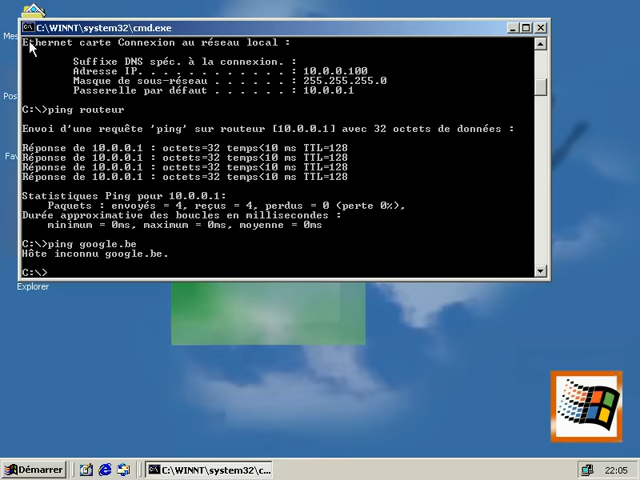 C:\WINNT\system32\cmd.exe
Ethernet carte Connexion au réseau local :
Suffixe DNS spéc. à la connexion. :
Adresse IP. . . . . . . . . . . . : 10.0.0.100
Masque de sous-réseau . . . . . . : 255.255.255.0
Passerelle par défaut . . . . . . : 10.0.0.1
C:\>ping routeur
Envoi d'une requête 'ping' sur routeur [10.0.0.1] avec 32 octets de données :
Réponse de 10.0.0.1 : octets=32 temps<10 ms TTL=128
Réponse de 10.0.0.1 : octets=32 temps<10 ms TTL=128
Réponse de 10.0.0.1 : octets=32 temps<10 ms TTL=128
Réponse de 10.0.0.1 : octets=32 temps<10 ms TTL=128
Statistiques Ping pour 10.0.0.1:
Paquets : envoyés = 4, reçus = 4, perdus = 0 (perte 0%),
Durée approximative des boucles en millisecondes :
minimum = 0ms, maximum = 0ms, moyenne = 0ms
C:\>ping google.be
Hôte inconnu google.be.
C:\>
Explorer
Démarrer
C:\WINNT\system32\c...
22:05